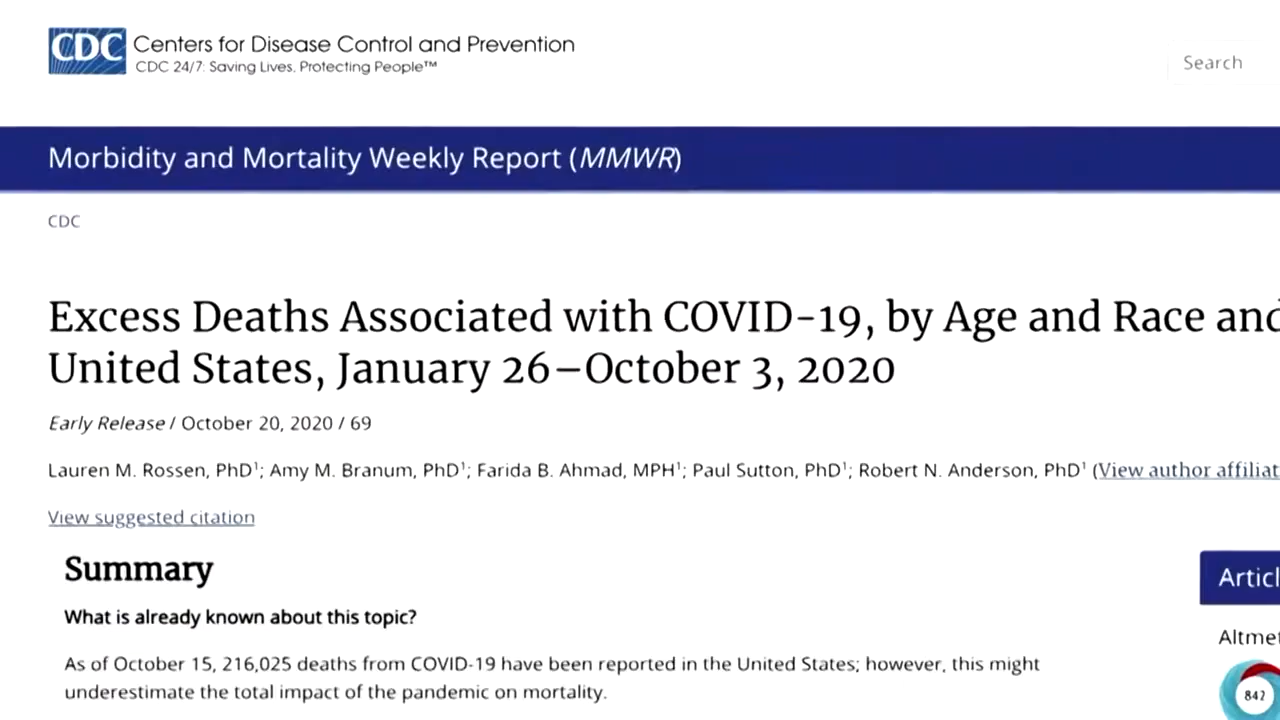 CDC Centers for Disease Control and Prevention
CDC 24/7: Saving Lives. Protecting People™
Search
Morbidity and Mortality Weekly Report (MMWR)
CDC
Excess Deaths Associated with COVID-19, by Age and Race and
United States, January 26–October 3, 2020
Early Release / October 20, 2020 / 69
Lauren M. Rossen, PhD¹; Amy M. Branum, PhD¹; Farida B. Ahmad, MPH¹; Paul Sutton, PhD¹; Robert N. Anderson, PhD¹ (View author affiliat
View suggested citation
Summary
What is already known about this topic?
Articl
As of October 15, 216,025 deaths from COVID-19 have been reported in the United States; however, this might
underestimate the total impact of the pandemic on mortality.
Altmet
842